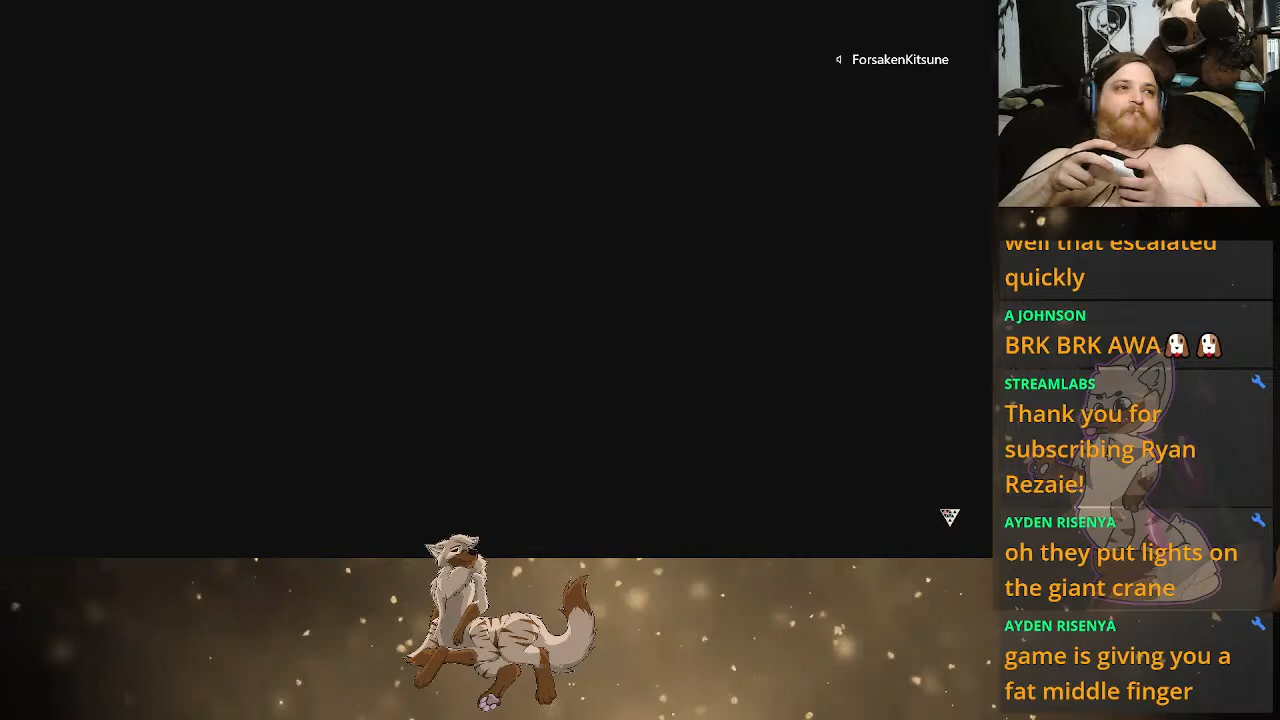 ForsakenKitsune
well that escalated
quickly
A JOHNSON
BRK BRK AWA
STREAMLABS
Thank you for
subscribing Ryan
Rezaie!
AYDEN RISENYA
oh they put lights on
the giant crane
AYDEN RISENYA
game is giving you a
fat middle finger